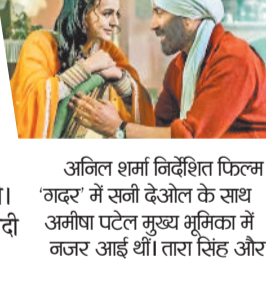 अनिल शर्मा निर्देशित फिल्म
। 'गदर' में सनी देओल के साथ
दी अमीषा पटेल मुख्य भूमिका में
नजर आई थीं। तारा सिंह और